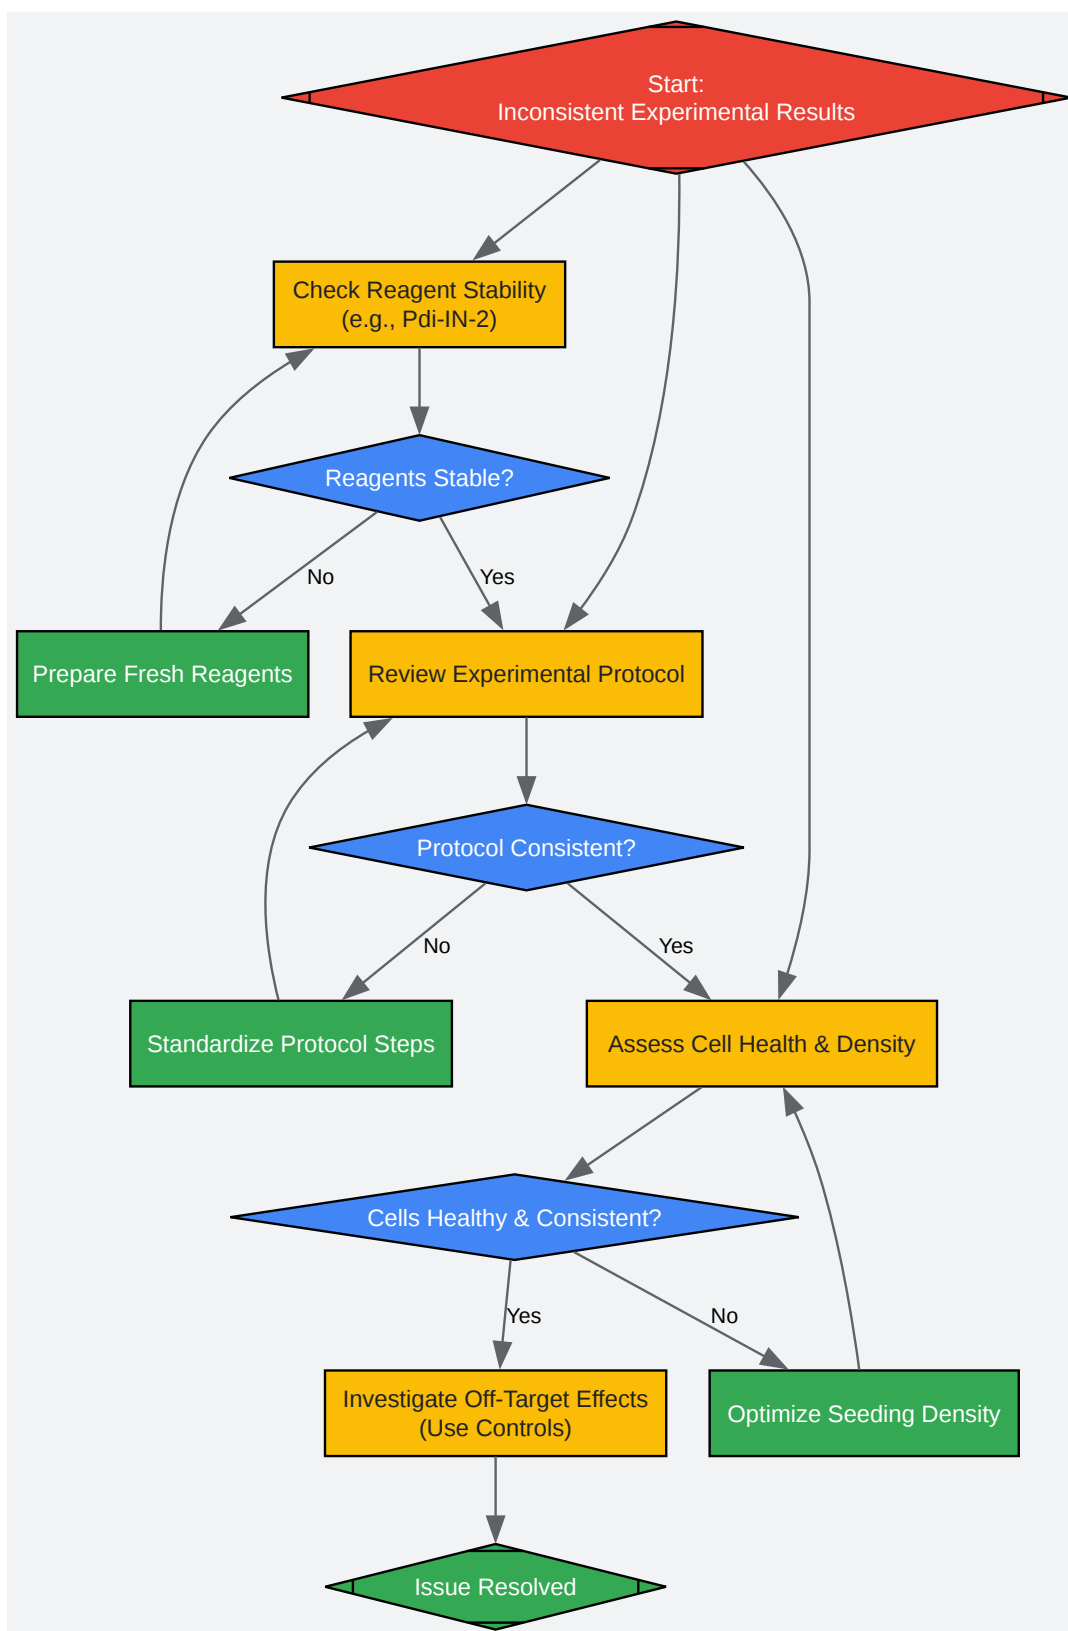 Start:
Inconsistent Experimental Results
Check Reagent Stability
(e.g., Pdi-IN-2)
Reagents Stable?
No
Yes
Prepare Fresh Reagents
Review Experimental Protocol
Protocol Consistent?
No
Yes
Standardize Protocol Steps
Assess Cell Health & Density
Cells Healthy & Consistent?
Yes
No
Investigate Off-Target Effects
(Use Controls)
Optimize Seeding Density
Issue Resolved